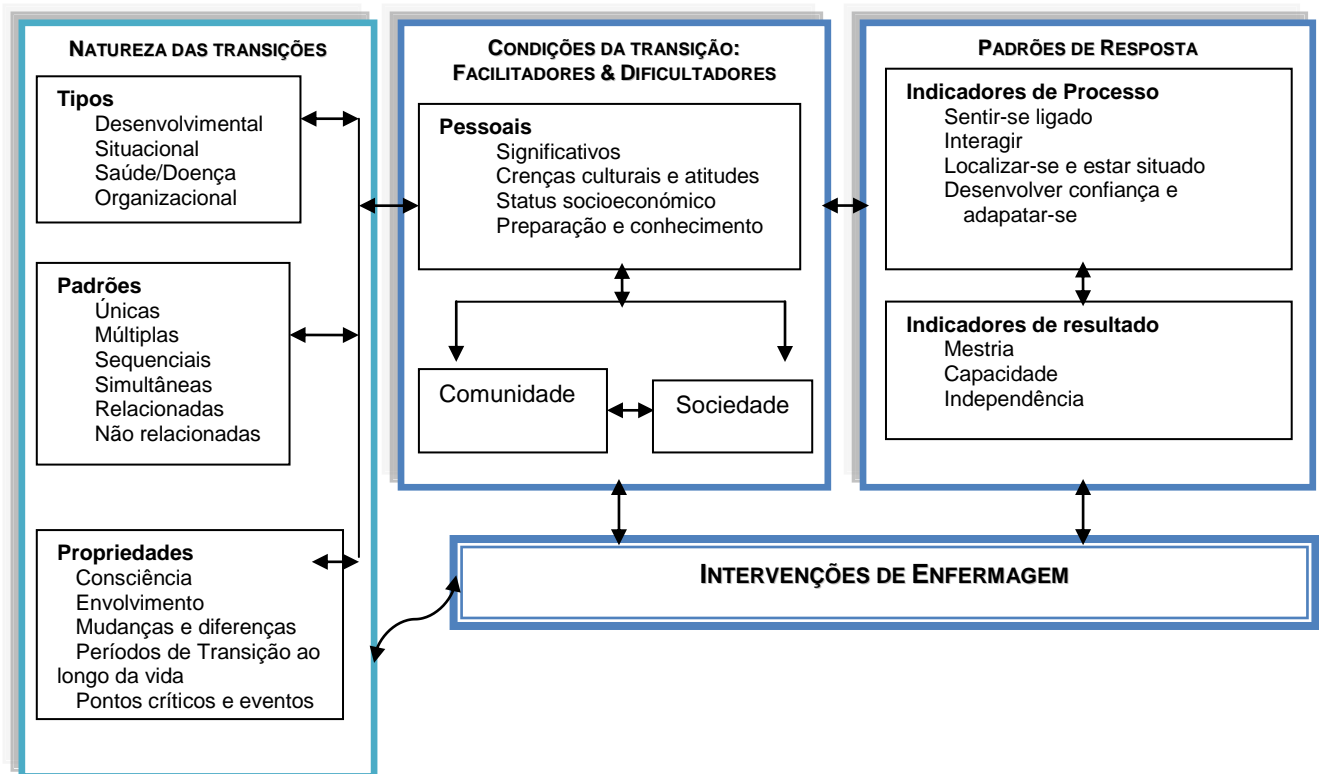 NATUREZA DAS TRANSIÇÕES
Tipos
Desenvolvimental
Situacional
Saúde/Doença
Organizacional
Padrões
Únicas
Múltiplas
Sequenciais
Simultâneas
Relacionadas
Não relacionadas
Propriedades
Consciência
Envolvimento
Mudanças e diferenças
Períodos de Transição ao
longo da vida
Pontos críticos e eventos
CONDIÇÕES DA TRANSIÇÃO:
FACILITADORES & DIFICULTADORES
Pessoais
Significativos
Crenças culturais e atitudes
Status socioeconómico
Preparação e conhecimento
Comunidade
Sociedade
PADRÕES DE RESPOSTA
Indicadores de Processo
Sentir-se ligado
Interagir
Localizar-se e estar situado
Desenvolver confiança e
adapatar-se
Indicadores de resultado
Mestria
Capacidade
Independência
INTERVENÇÕES DE ENFERMAGEM